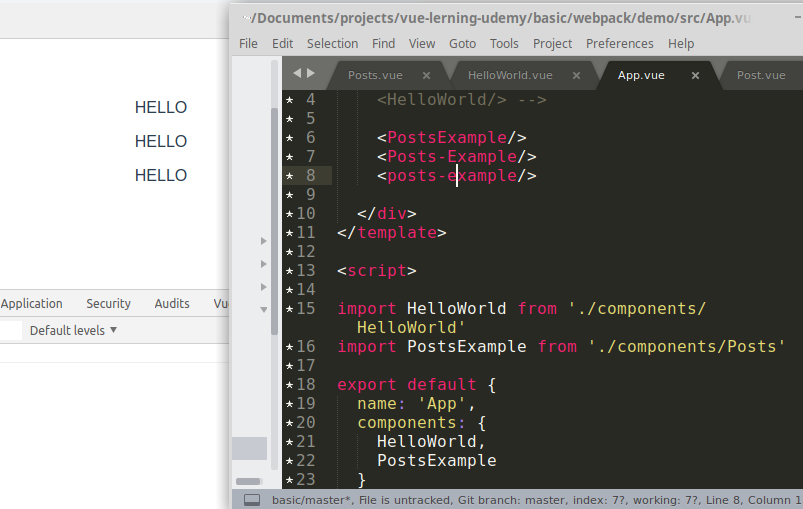 ~/Documents/projects/vue-lerning-udemy/basic/webpack/demo/src/App.vu
File Edit Selection Find View Goto Tools Project Preferences Help
Posts.vue × HelloWorld.vue × App.vue × Post.vue
HELLO
HELLO
HELLO
Application Security Audits Vu
Default levels ▼
* 4 <HelloWorld/> -->
* 5
* 6 <PostsExample/>
* 7 <Posts-Example/>
* 8 <posts-example/>
* 9
* 10 </div>
* 11 </template>
* 12
* 13 <script>
* 14
* 15 import HelloWorld from './components/
HelloWorld'
* 16 import PostsExample from './components/Posts'
* 17
* 18 export default {
* 19 name: 'App',
* 20 components: {
* 21 HelloWorld,
* 22 PostsExample
* 23 }
basic/master*, File is untracked, Git branch: master, index: 7?, working: 7?, Line 8, Column 1